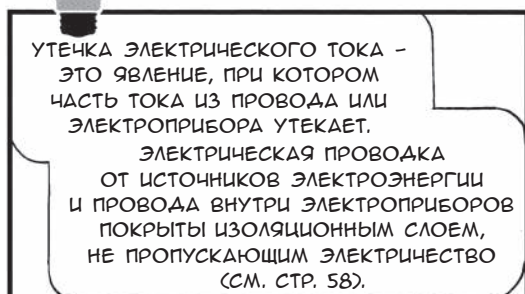 УТЕЧКА ЭЛЕКТРИЧЕСКОГО ТОКА –
ЭТО ЯВЛЕНИЕ, ПРИ КОТОРОМ
ЧАСТЬ ТОКА ИЗ ПРОВОДА ИЛИ
ЭЛЕКТРОПРИБОРА УТЕКАЕТ.
ЭЛЕКТРИЧЕСКАЯ ПРОВОДКА
ОТ ИСТОЧНИКОВ ЭЛЕКТРОЭНЕРГИИ
И ПРОВОДА ВНУТРИ ЭЛЕКТРОПРИБОРОВ
ПОКРЫТЫ ИЗОЛЯЦИОННЫМ СЛОЕМ,
НЕ ПРОПУСКАЮЩИМ ЭЛЕКТРИЧЕСТВО
(СМ. СТР. 58).